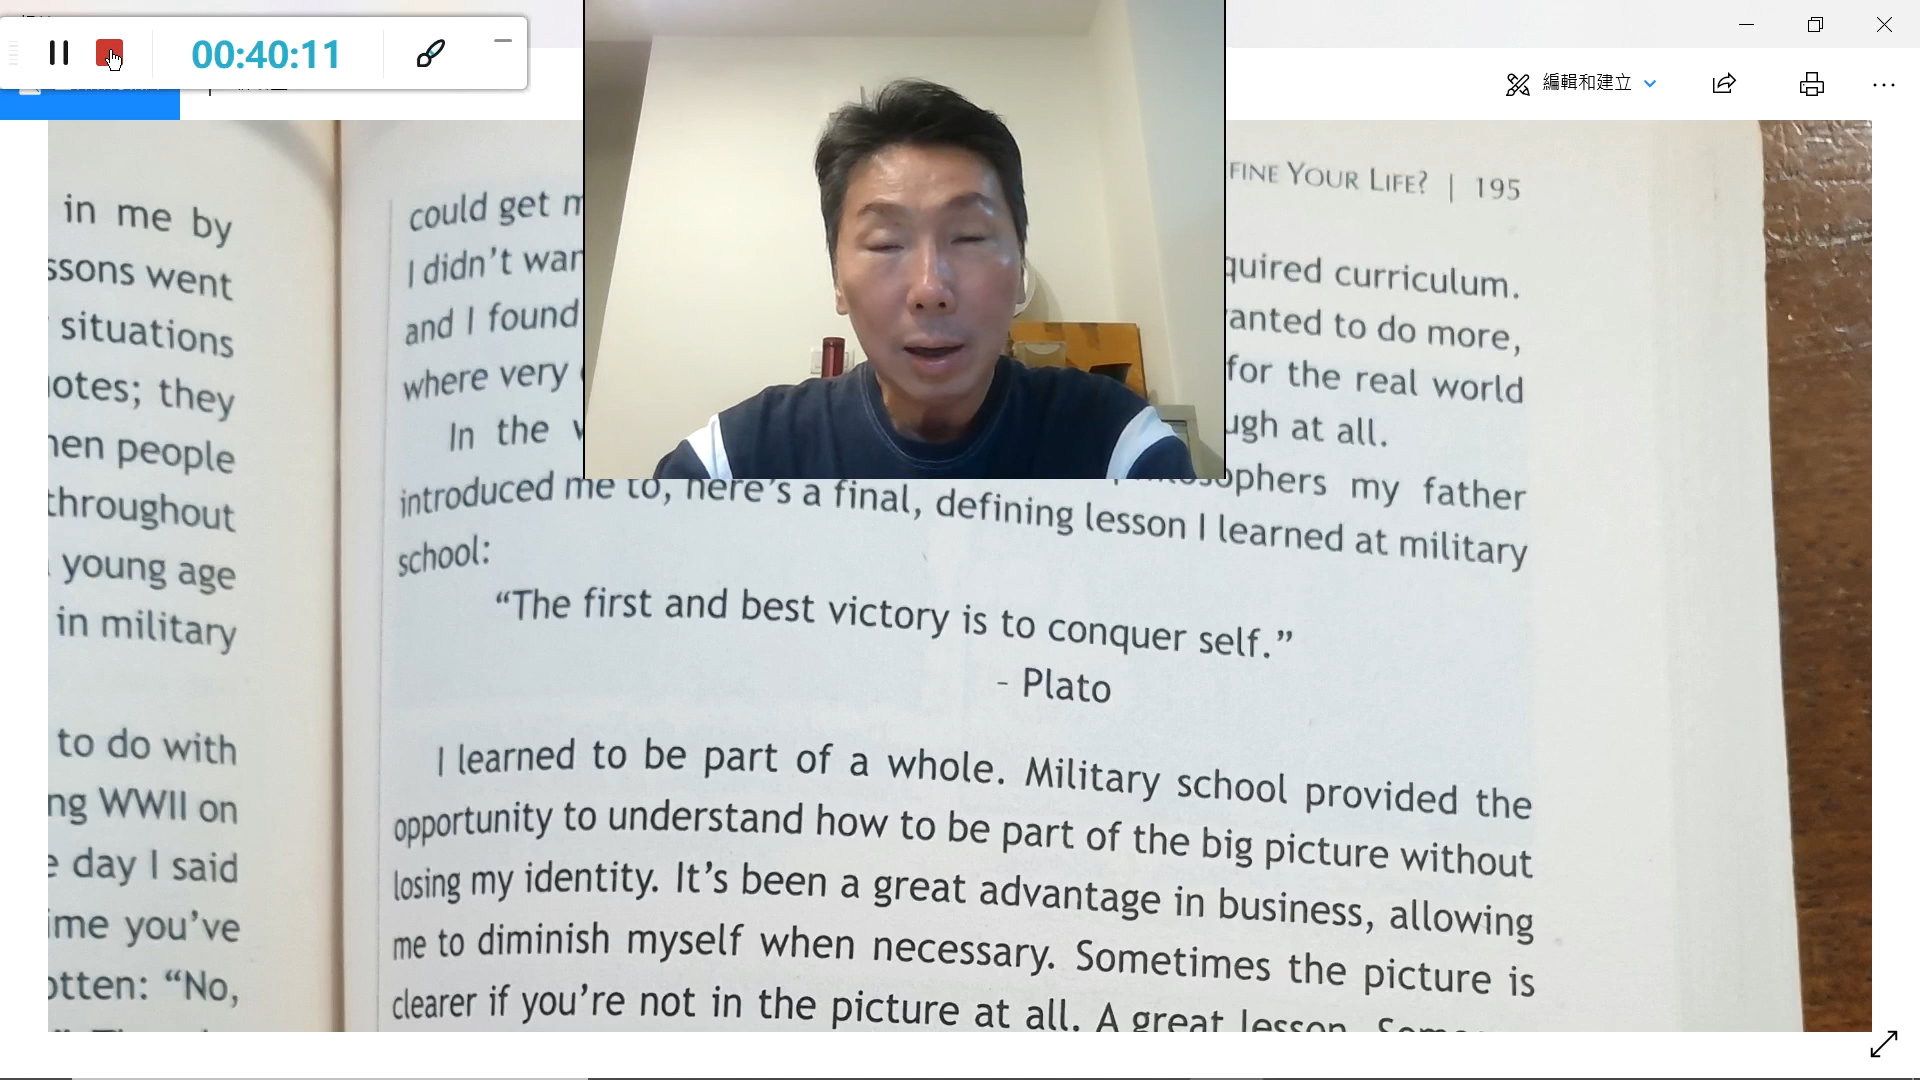 00:40:11
編輯和建立
in me by
ssons went
situations
otes; they
hen people
throughout
young age
in military
to do with
ng WWII on
day I said
ime you've
otten: "No,
FINE YOUR LIFE? | 195
could get
quired curriculum.
I didn't
anted to do more,
and I found
for the real world
where very
ugh at all.
In the
sophers my father
introduced me to, here's a final, defining lesson I learned at military
school:
"The first and best victory is to conquer self."
- Plato
I learned to be part of a whole. Military school provided the
opportunity to understand how to be part of the big picture without
losing my identity. It's been a great advantage in business, allowing
me to diminish myself when necessary. Sometimes the picture is
clearer if you're not in the picture at all. A great lesson.